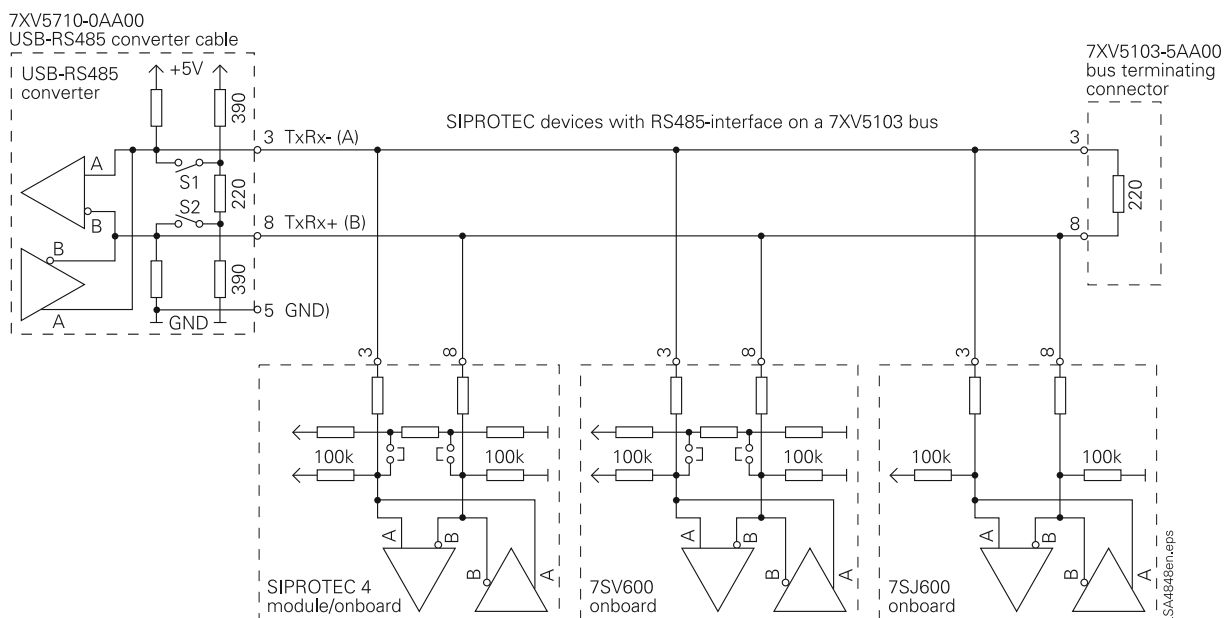 7XV5710-0AA00
USB-RS485 converter cable
USB-RS485
converter
+5V
390
3 TxRx- (A)
A
S1
220
S2
B
8 TxRx+ (B)
B
390
A
GND
5 GND)
SIPROTEC devices with RS485-interface on a 7XV5103 bus
7XV5103-5AA00
bus terminating
connector
3
220
8
3
8
100k
100k
A
B
B
A
SIPROTEC 4
module/onboard
3
8
100k
100k
A
B
B
A
7SV600
onboard
3
8
100k
100k
A
B
B
A
7SJ600
onboard
LSA4848en.eps